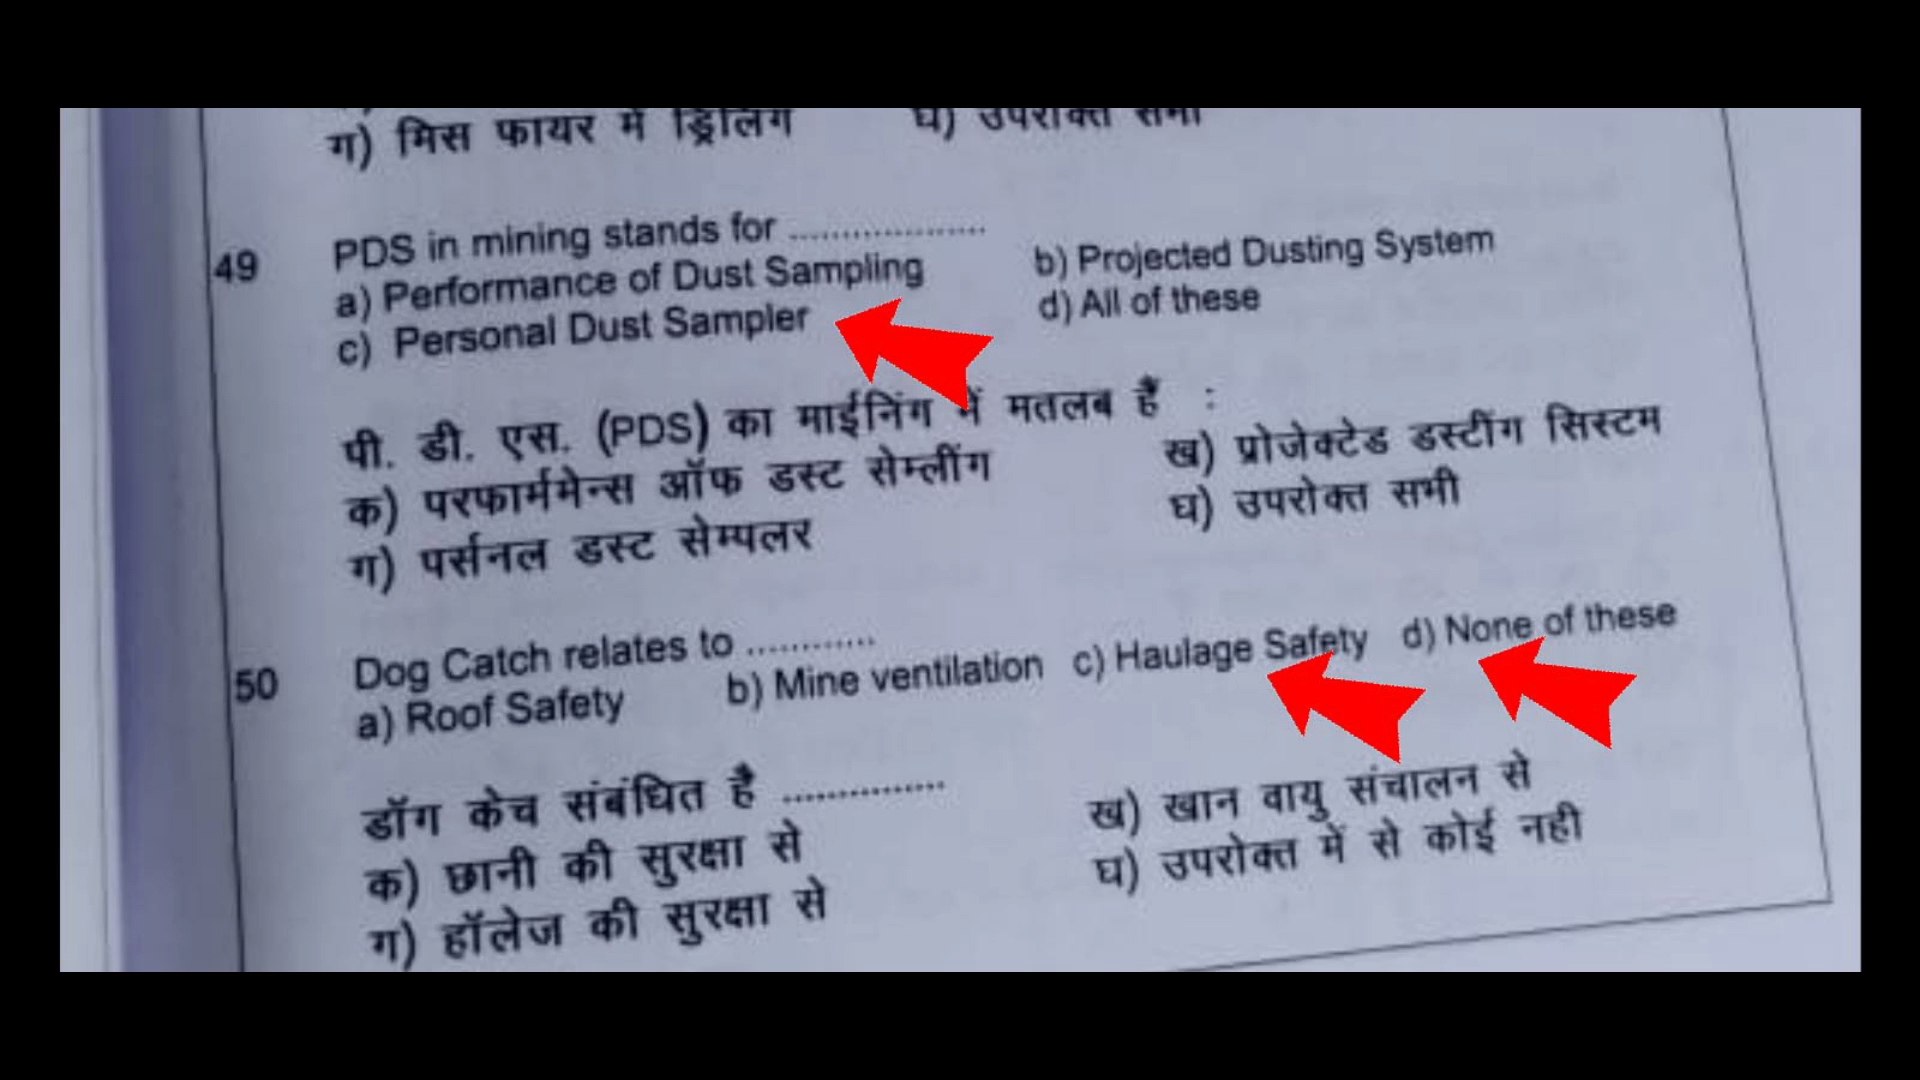 ग) मिस फायर में ड्रिलिंग घ) उपरोक्त सभी
49 PDS in mining stands for ...................
a) Performance of Dust Sampling b) Projected Dusting System
c) Personal Dust Sampler d) All of these
पी. डी. एस. (PDS) का माईनिंग में मतलब हैं :
क) परफार्ममेन्स ऑफ डस्ट सेम्लींग ख) प्रोजेक्टेड डस्टींग सिस्टम
ग) पर्सनल डस्ट सेम्पलर घ) उपरोक्त सभी
50 Dog Catch relates to ............
a) Roof Safety b) Mine ventilation c) Haulage Safety d) None of these
डॉग केच संबंधित है ...............
क) छानी की सुरक्षा से ख) खान वायु संचालन से
ग) हॉलेज की सुरक्षा से घ) उपरोक्त में से कोई नही